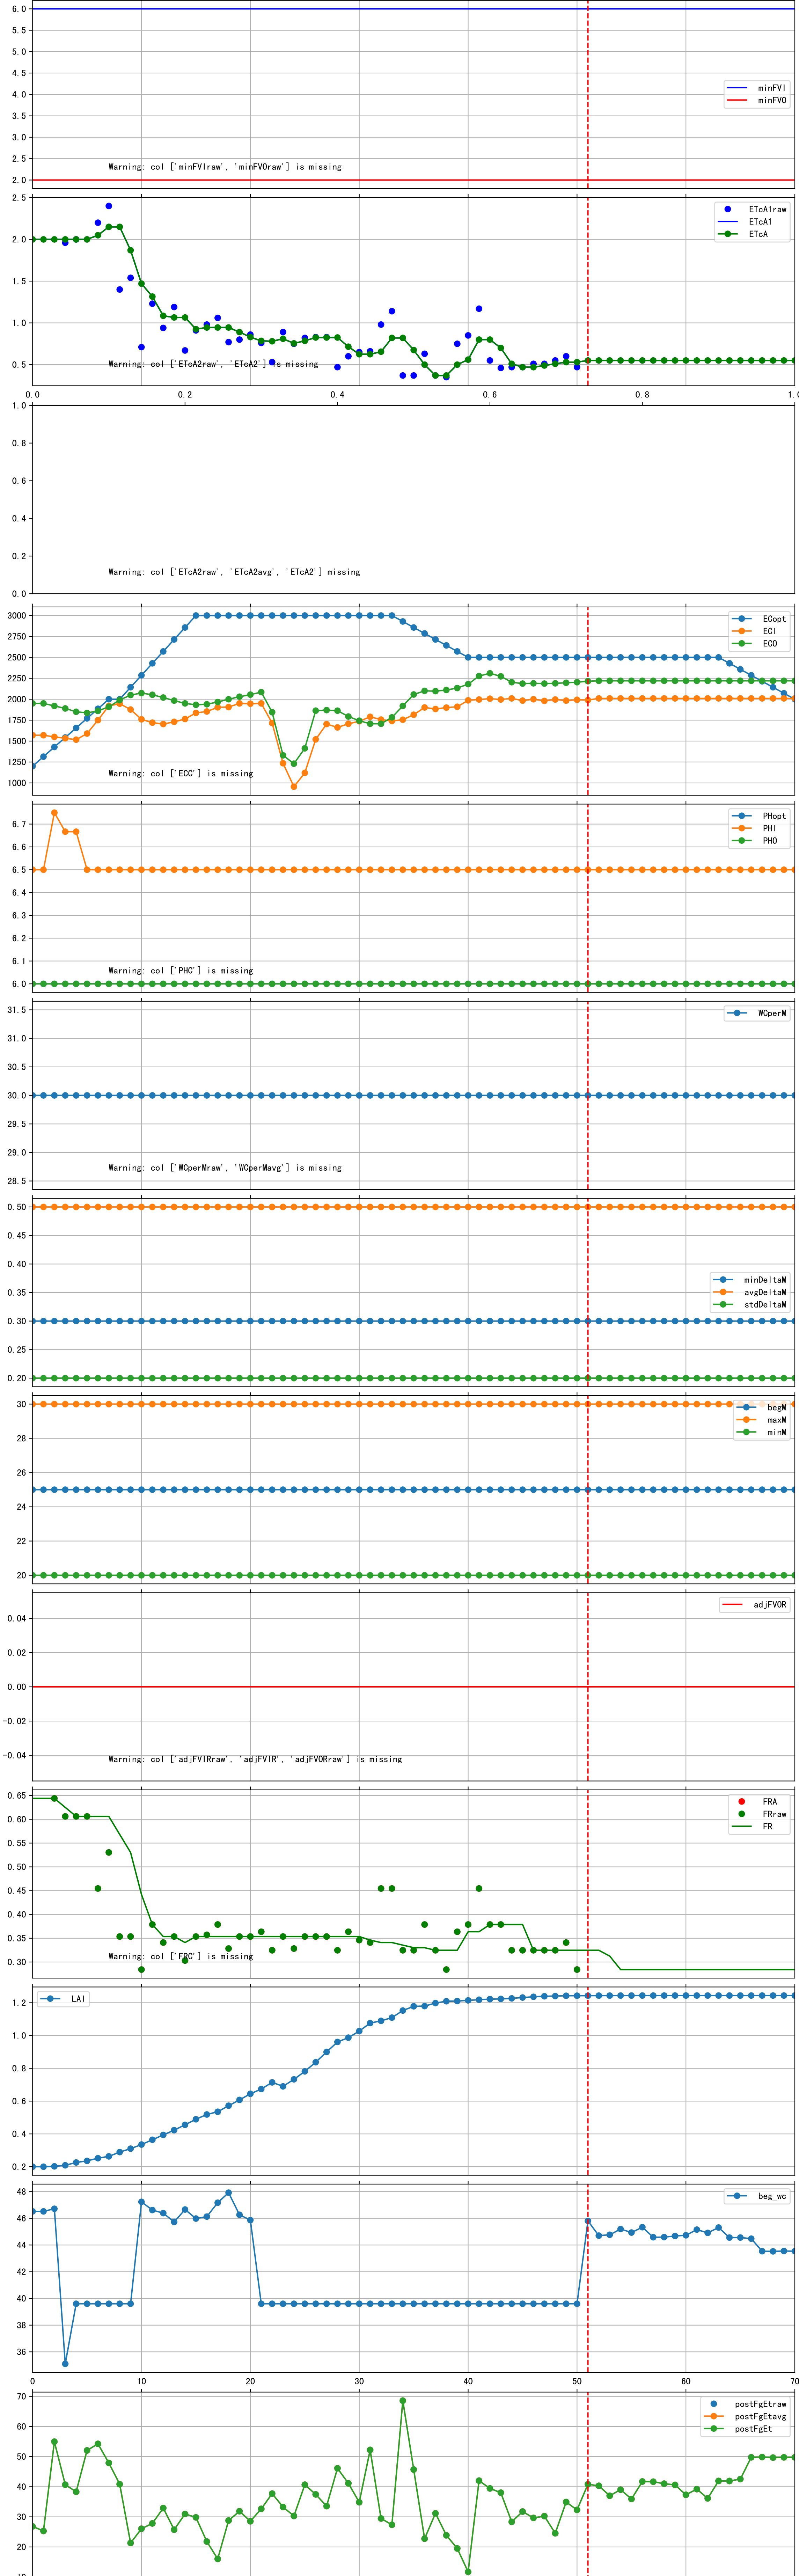 6.0
5.5
5.0
4.5
4.0
3.5
3.0
2.5
2.0
minFVI
minFVO
Warning: col ['minFVIraw', 'minFVOraw'] is missing
2.5
2.0
1.5
1.0
0.5
ETcA1raw
ETcA1
ETcA
Warning: col ['ETcA2raw', 'ETcA2'] is missing
0.0 0.2 0.4 0.6 0.8 1.0
1.0
0.8
0.6
0.4
0.2
0.0
Warning: col ['ETcA2raw', 'ETcA2avg', 'ETcA2'] missing
3000
2750
2500
2250
2000
1750
1500
1250
1000
ECopt
ECI
ECO
Warning: col ['ECC'] is missing
6.7
6.6
6.5
6.4
6.3
6.2
6.1
6.0
PHopt
PHI
PHO
Warning: col ['PHC'] is missing
31.5
31.0
30.5
30.0
29.5
29.0
28.5
WCperM
Warning: col ['WCperMraw', 'WCperMavg'] is missing
0.50
0.45
0.40
0.35
0.30
0.25
0.20
minDeltaM
avgDeltaM
stdDeltaM
30
28
26
24
22
20
begM
maxM
minM
0.04
0.02
0.00
−0.02
−0.04
adjFVOR
Warning: col ['adjFVIRraw', 'adjFVIR', 'adjFVORraw'] is missing
0.65
0.60
0.55
0.50
0.45
0.40
0.35
0.30
FRA
FRraw
FR
Warning: col ['FRC'] is missing
1.2
1.0
0.8
0.6
0.4
0.2
LAI
48
46
44
42
40
38
36
beg_wc
0 10 20 30 40 50 60 70
70
60
50
40
30
20
postFgEtraw
postFgEtavg
postFgEt